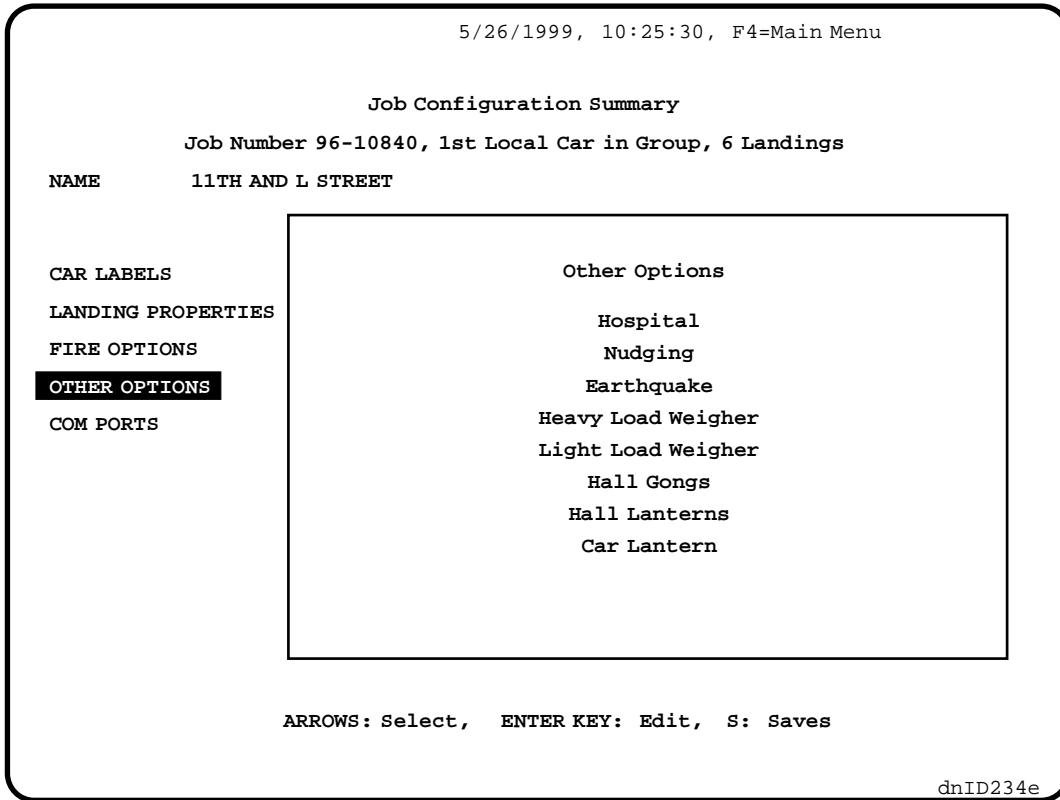 5/26/1999, 10:25:30, F4=Main Menu
Job Configuration Summary
Job Number 96-10840, 1st Local Car in Group, 6 Landings
NAME 11TH AND L STREET
CAR LABELS
LANDING PROPERTIES
FIRE OPTIONS
OTHER OPTIONS
COM PORTS
Other Options
Hospital
Nudging
Earthquake
Heavy Load Weigher
Light Load Weigher
Hall Gongs
Hall Lanterns
Car Lantern
ARROWS: Select, ENTER KEY: Edit, S: Saves
dnID234e